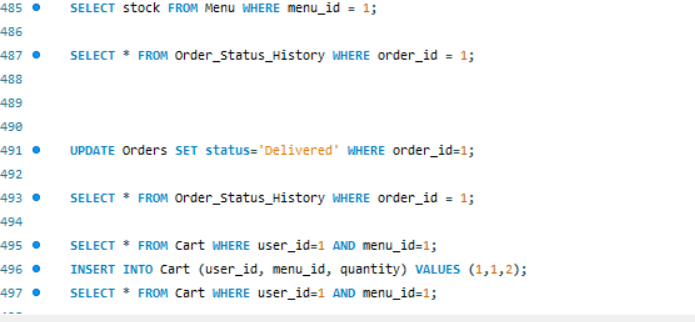 485 SELECT stock FROM Menu WHERE menu_id = 1;
486
487 SELECT * FROM Order_Status_History WHERE order_id = 1;
488
489
490
491 UPDATE Orders SET status='Delivered' WHERE order_id=1;
492
493 SELECT * FROM Order_Status_History WHERE order_id = 1;
494
495 SELECT * FROM Cart WHERE user_id=1 AND menu_id=1;
496 INSERT INTO Cart (user_id, menu_id, quantity) VALUES (1,1,2);
497 SELECT * FROM Cart WHERE user_id=1 AND menu_id=1;